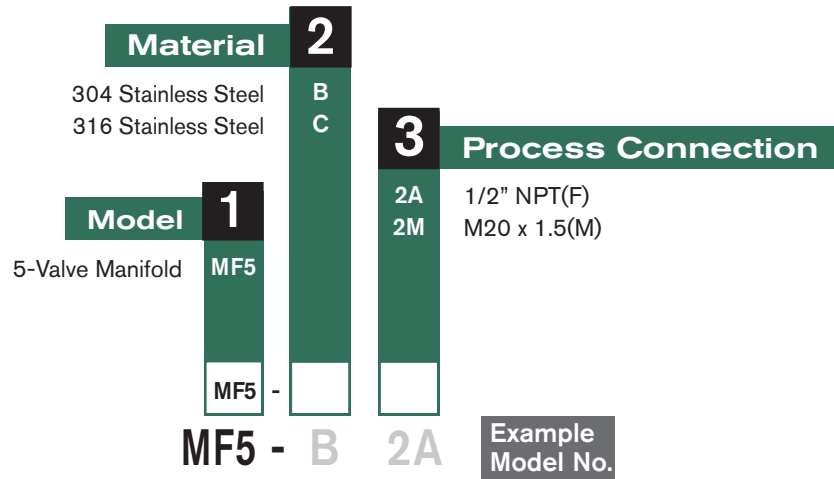 Material 2
304 Stainless Steel B
316 Stainless Steel C
3 Process Connection
2A 1/2” NPT(F)
2M M20 x 1.5(M)
Model 1
5-Valve Manifold MF5
MF5 -
MF5 - B 2A
Example
Model No.